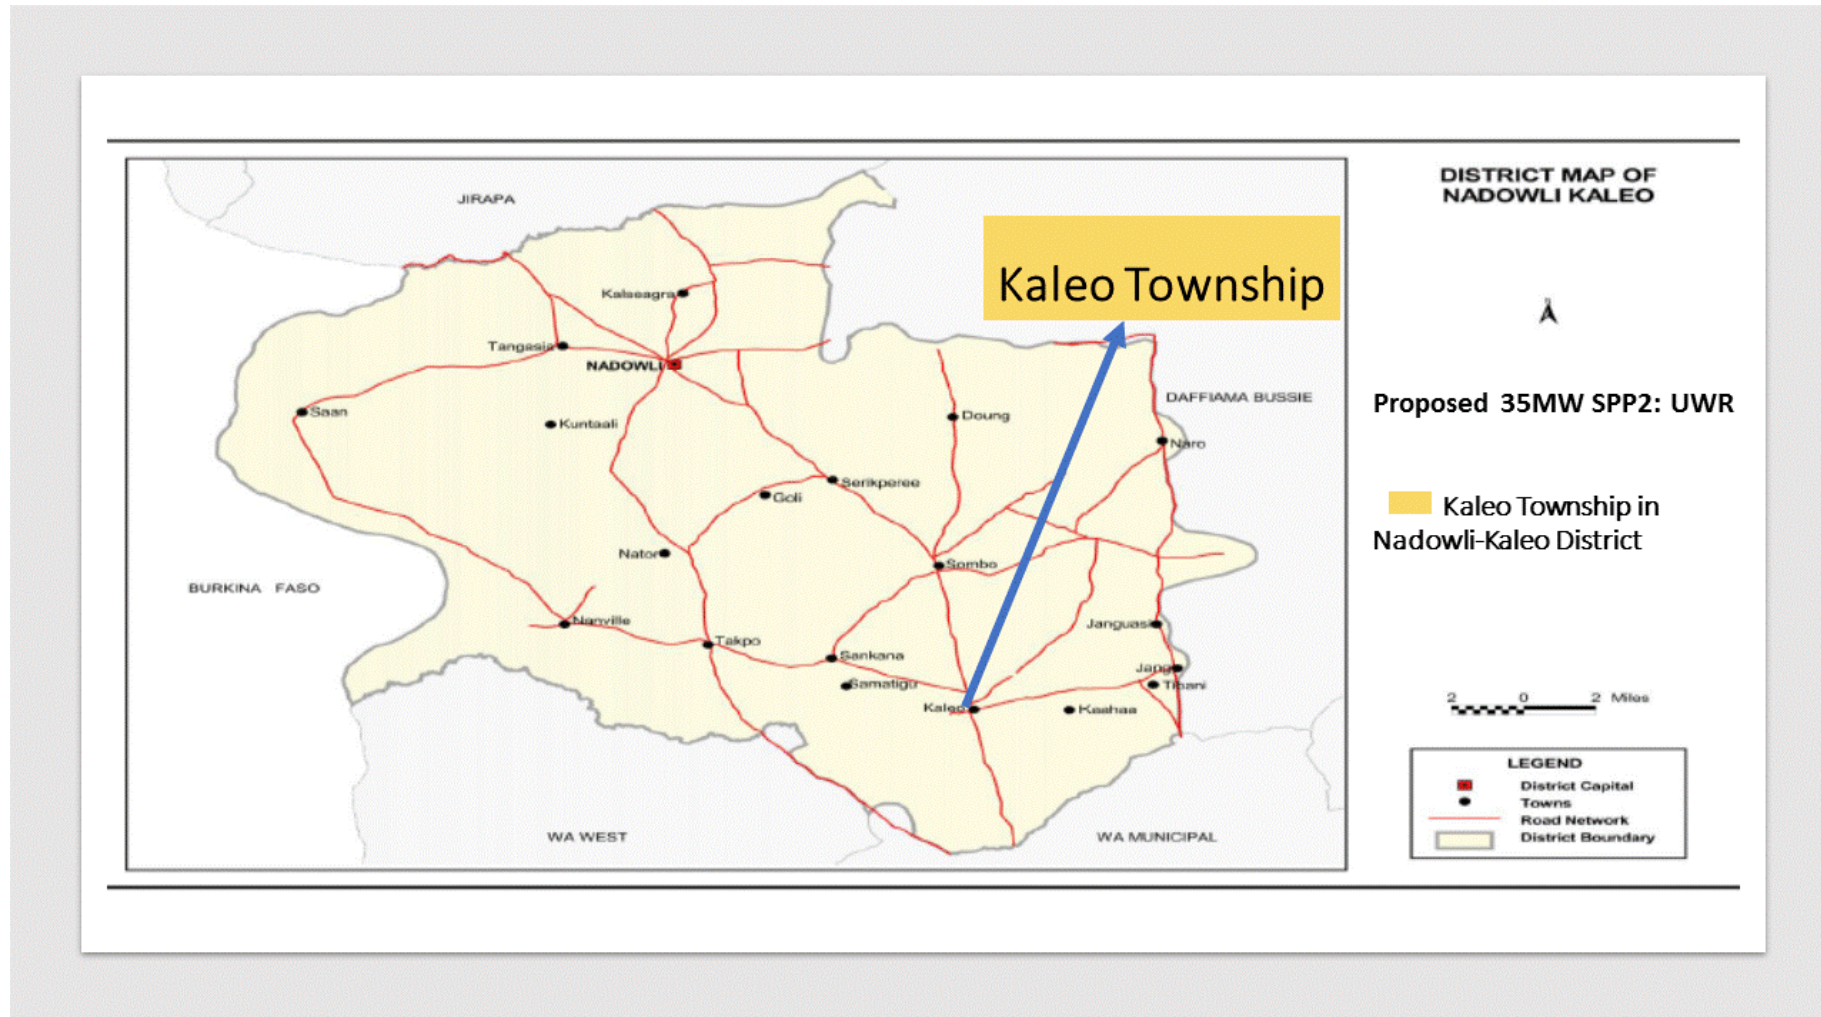 JIRAPA
Kaleo Township
Kalseagra
Tangasia
NADOWLI
DAFFIAMA BUSSIE
Saan
Kuntaali
Doung
Naro
Serikperee
Goli
Nator
Sombo
BURKINA FASO
Nanville
Janguasi
Takpo
Sankana
Jang
Samatigu
Tibani
Kaleo
Kaahaa
WA WEST
WA MUNICIPAL
DISTRICT MAP OF
NADOWLI KALEO
N
Proposed 35MW SPP2: UWR
Kaleo Township in
Nadowli-Kaleo District
2 0 2 Miles
LEGEND
District Capital
Towns
Road Network
District Boundary